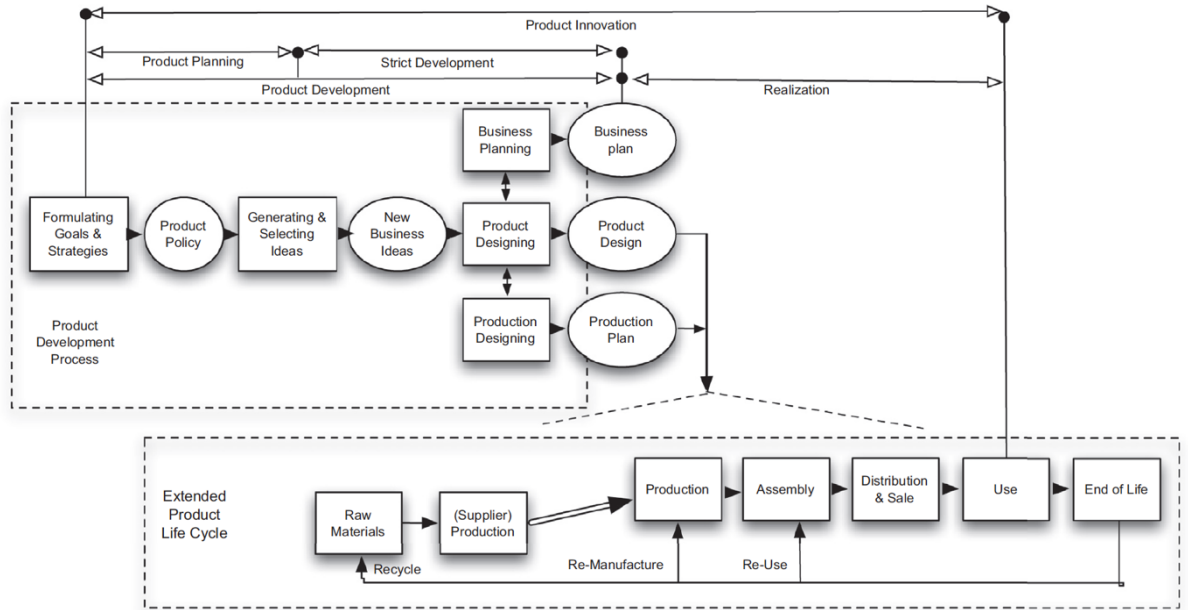 Product Innovation
Product Planning
Strict Development
Product Development
Realization
Business
Planning
Business
plan
Formulating
Goals &
Strategies
Product
Policy
Generating &
Selecting
Ideas
New
Business
Ideas
Product
Designing
Product
Design
Production
Designing
Production
Plan
Product
Development
Process
Extended
Product
Life Cycle
Raw
Materials
(Supplier)
Production
Production
Assembly
Distribution
& Sale
Use
End of Life
Recycle
Re-Manufacture
Re-Use